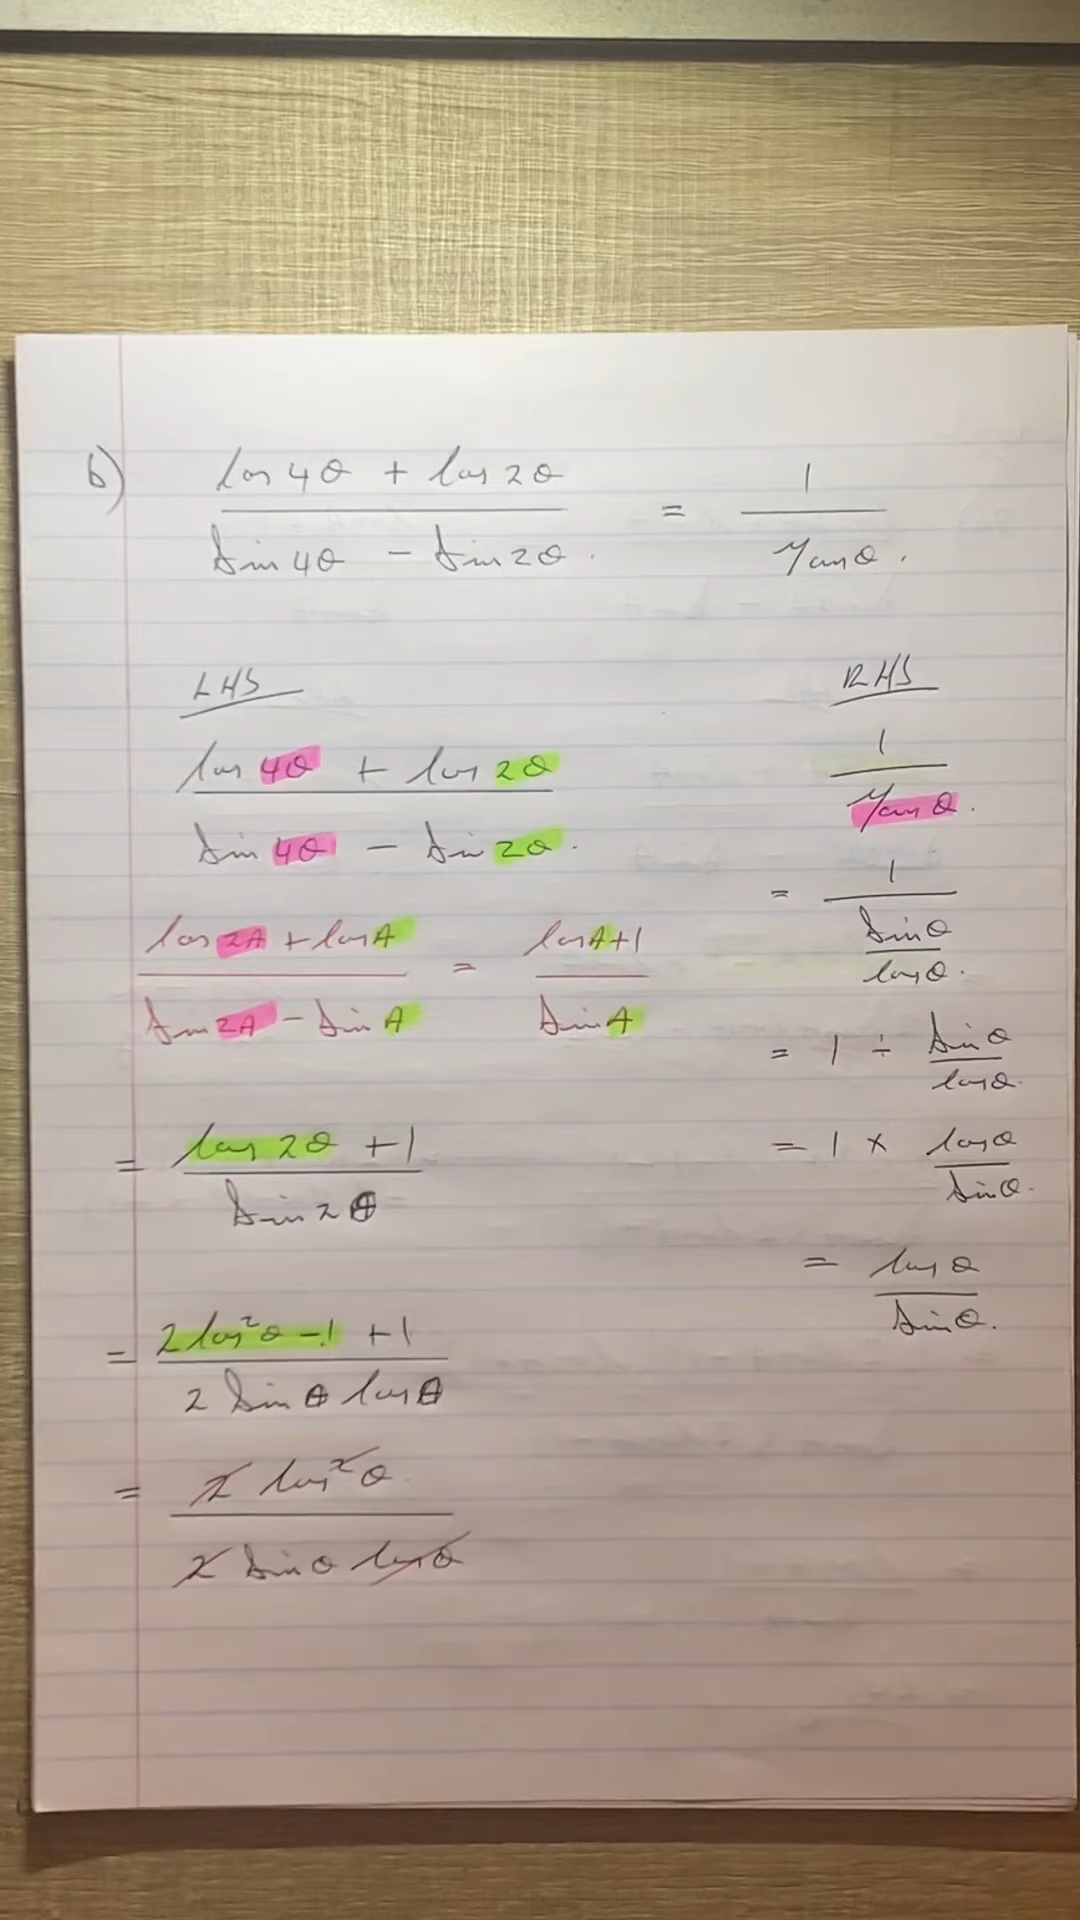 b) cos 4θ + cos 2θ / sin 4θ - sin 2θ. = 1 / Tan θ.
LHS
cos 4θ + cos 2θ / sin 4θ - sin 2θ.
cos 2A + cos A / sin 2A - sin A = cos A + 1 / sin A
= cos 2θ + 1 / sin 2θ
= 2 cos²θ - 1 + 1 / 2 sin θ cos θ
= 2 cos²θ / 2 sin θ cos θ
RHS
1 / Tan θ.
= 1 / sin θ / cos θ.
= 1 ÷ sin θ / cos θ.
= 1 × cos θ / sin θ.
= cos θ / sin θ.